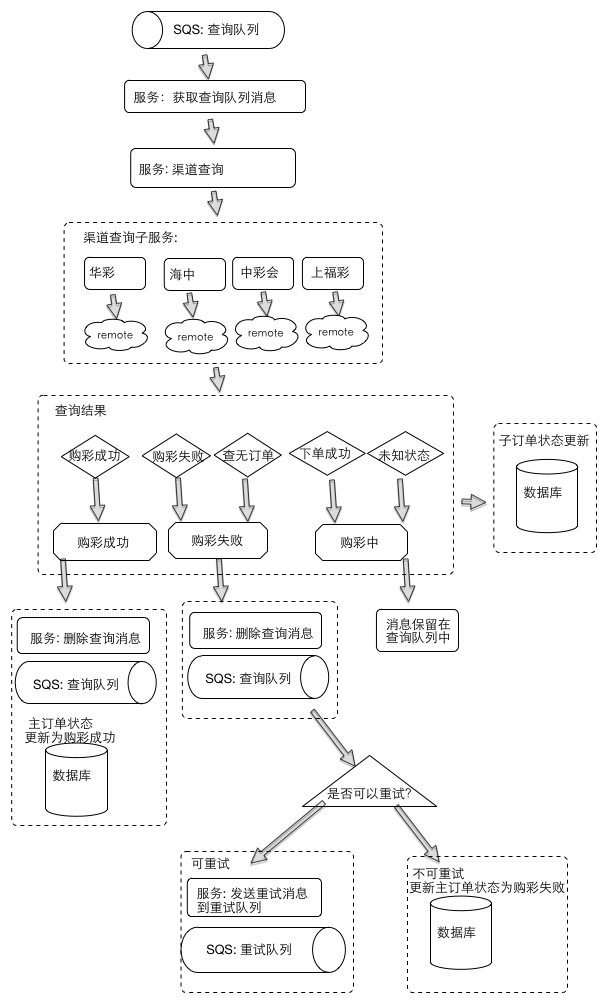 SQS: 查询队列
服务：获取查询队列消息
服务: 渠道查询
渠道查询子服务:
华彩
海中
中彩会
上福彩
remote
remote
remote
remote
查询结果
购彩成功
购彩失败
查无订单
下单成功
未知状态
购彩成功
购彩失败
购彩中
子订单状态更新
数据库
服务: 删除查询消息
SQS: 查询队列
主订单状态
更新为购彩成功
数据库
服务: 删除查询消息
SQS: 查询队列
消息保留在
查询队列中
是否可以重试?
可重试
服务: 发送重试消息
到重试队列
SQS: 重试队列
不可重试
更新主订单状态为购彩失败
数据库